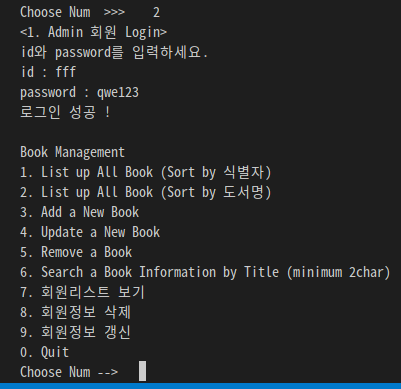 Choose Num  >>>    2
<1. Admin 회원 Login>
id와 password를 입력하세요.
id : fff
password : qwe123
로그인 성공 !
Book Management
1. List up All Book (Sort by 식별자)
2. List up All Book (Sort by 도서명)
3. Add a New Book
4. Update a New Book
5. Remove a Book
6. Search a Book Information by Title (minimum 2char)
7. 회원리스트 보기
8. 회원정보 삭제
9. 회원정보 갱신
0. Quit
Choose Num -->